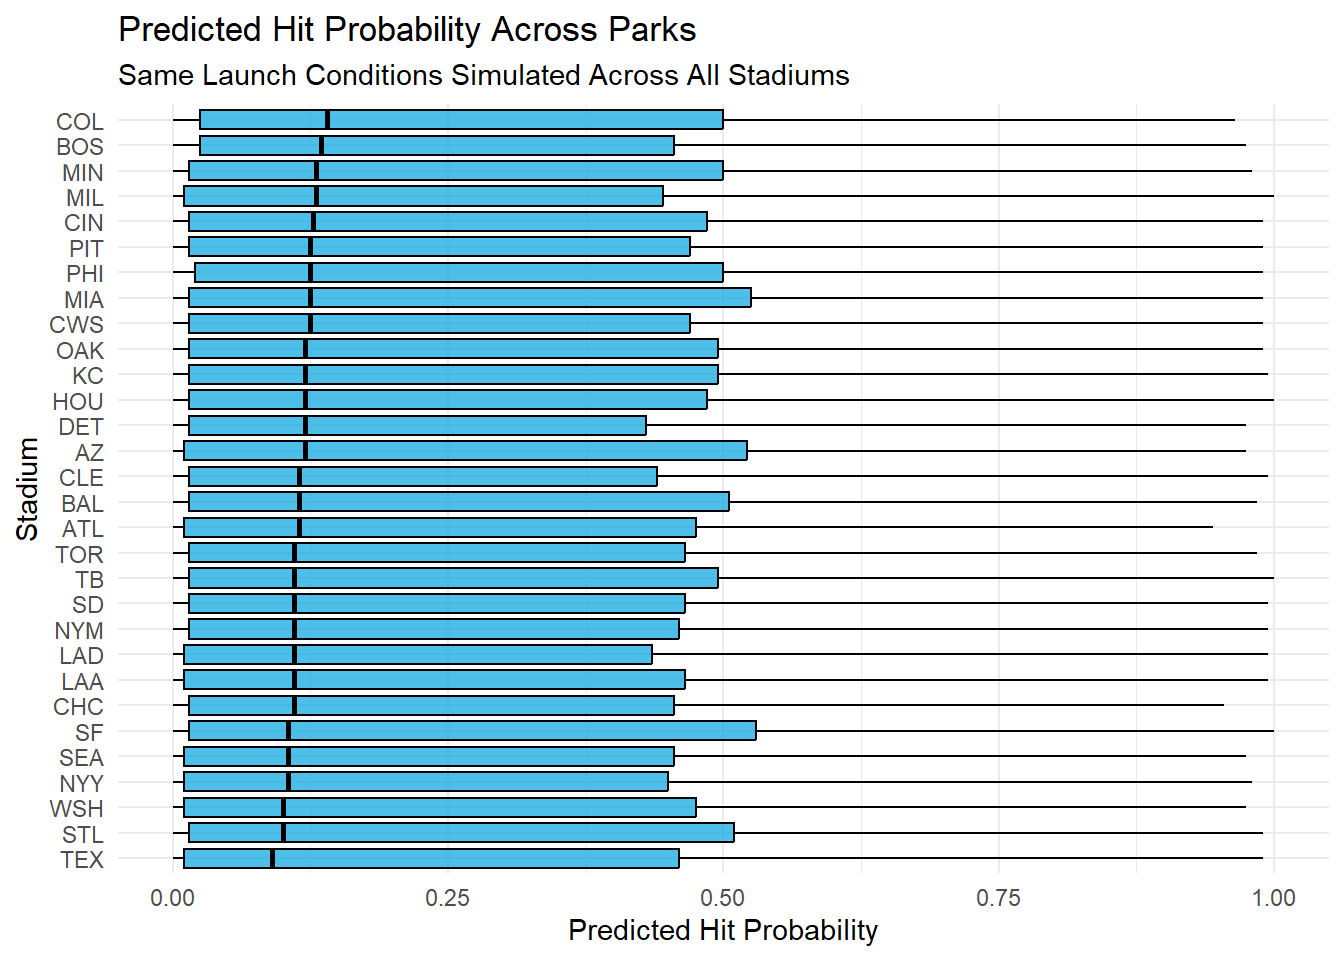 Predicted Hit Probability Across Parks
Same Launch Conditions Simulated Across All Stadiums
Stadium
COL
BOS
MIN
MIL
CIN
PIT
PHI
MIA
CWS
OAK
KC
HOU
DET
AZ
CLE
BAL
ATL
TOR
TB
SD
NYM
LAD
LAA
CHC
SF
SEA
NYY
WSH
STL
TEX
0.00 0.25 0.50 0.75 1.00
Predicted Hit Probability